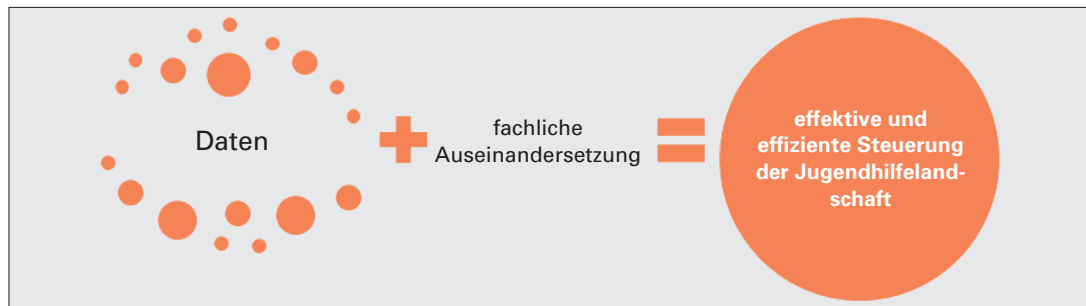 Daten
fachliche
Auseinandersetzung
effektive und
effiziente Steuerung
der Jugendhilfeland-
schaft